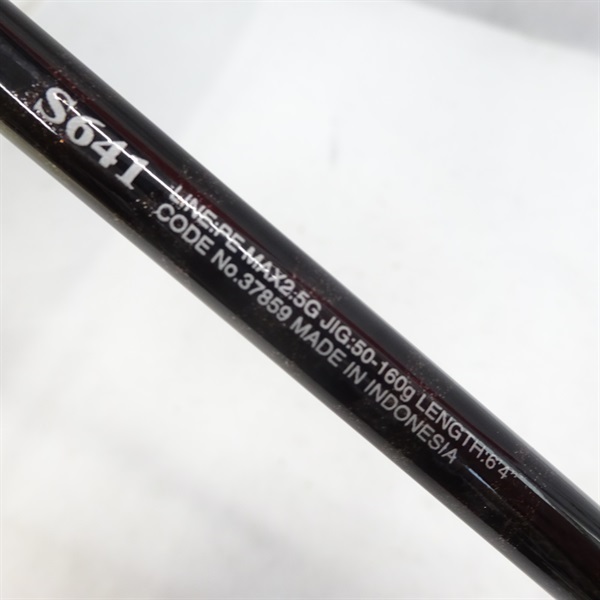 S641
LINE:PE MAX2.5G JIG:50-160g LENGTH:6'4"
CODE No.37859 MADE IN INDONESIA